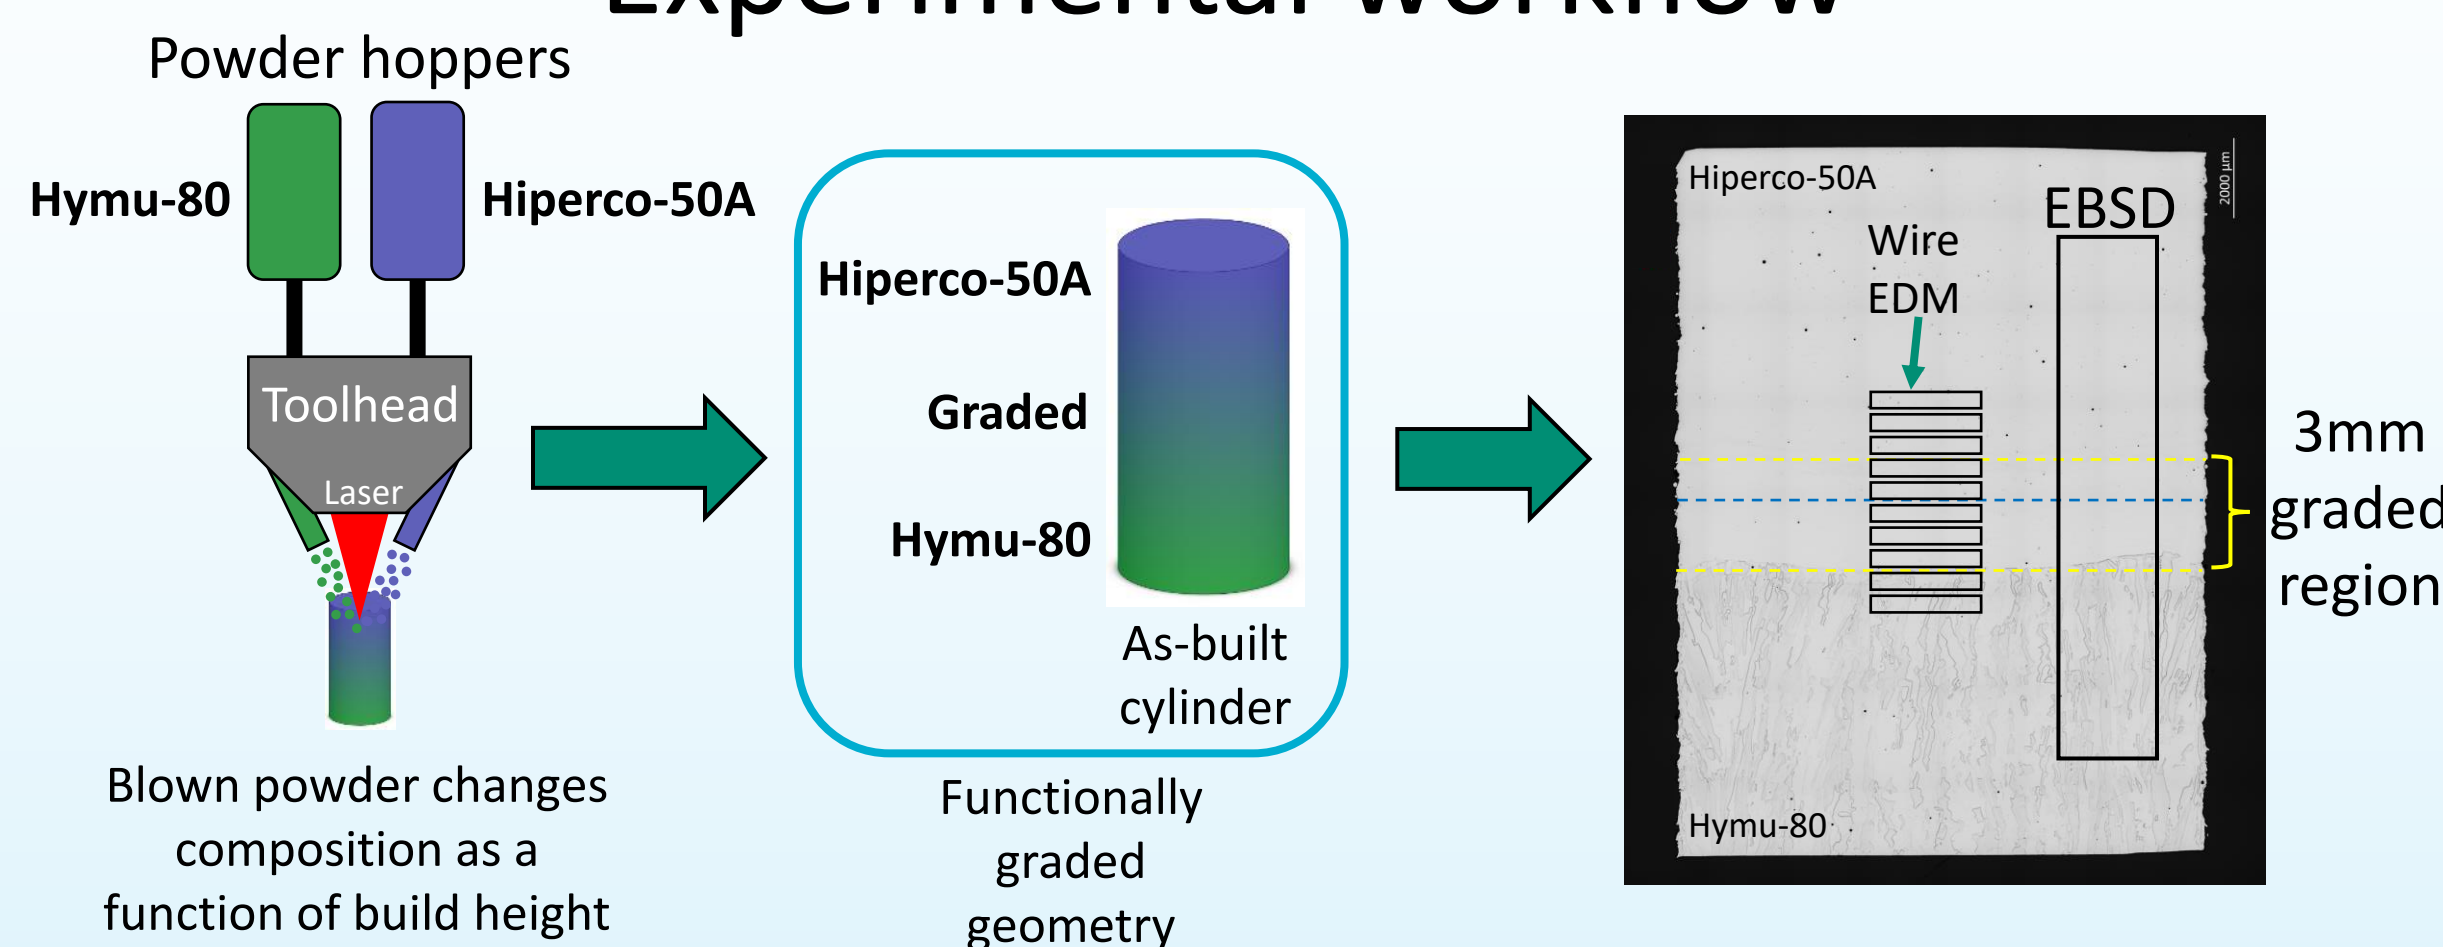 Experimental workflow
Powder hoppers
Hymu-80
Hiperco-50A
Toolhead
Laser
Blown powder changes
composition as a
function of build height
Hiperco-50A
Graded
Hymu-80
As-built
cylinder
Functionally
graded
geometry
Hiperco-50A
2000 µm
EBSD
Wire
EDM
Hymu-80
3mm
graded
region